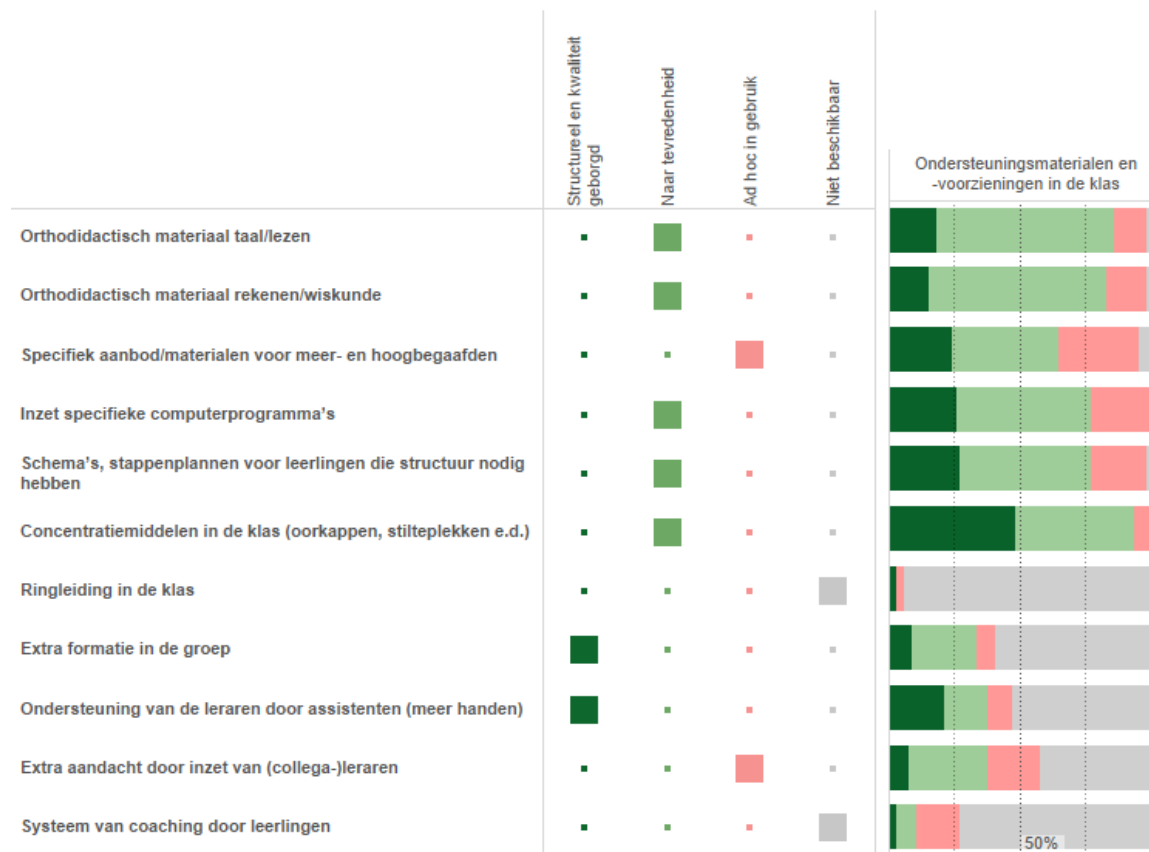 Structureel en kwaliteit
geborgd
Naar tevredenheid
Ad hoc in gebruik
Niet beschikbaar
Ondersteuningsmaterialen en
-voorzieningen in de klas
Orthodidactisch materiaal taal/lezen
Orthodidactisch materiaal rekenen/wiskunde
Specifiek aanbod/materialen voor meer- en hoogbegaafden
Inzet specifieke computerprogramma's
Schema's, stappenplannen voor leerlingen die structuur nodig
hebben
Concentratiemiddelen in de klas (oorkappen, stilteplekken e.d.)
Ringleiding in de klas
Extra formatie in de groep
Ondersteuning van de leraren door assistenten (meer handen)
Extra aandacht door inzet van (collega-)leraren
Systeem van coaching door leerlingen
50%